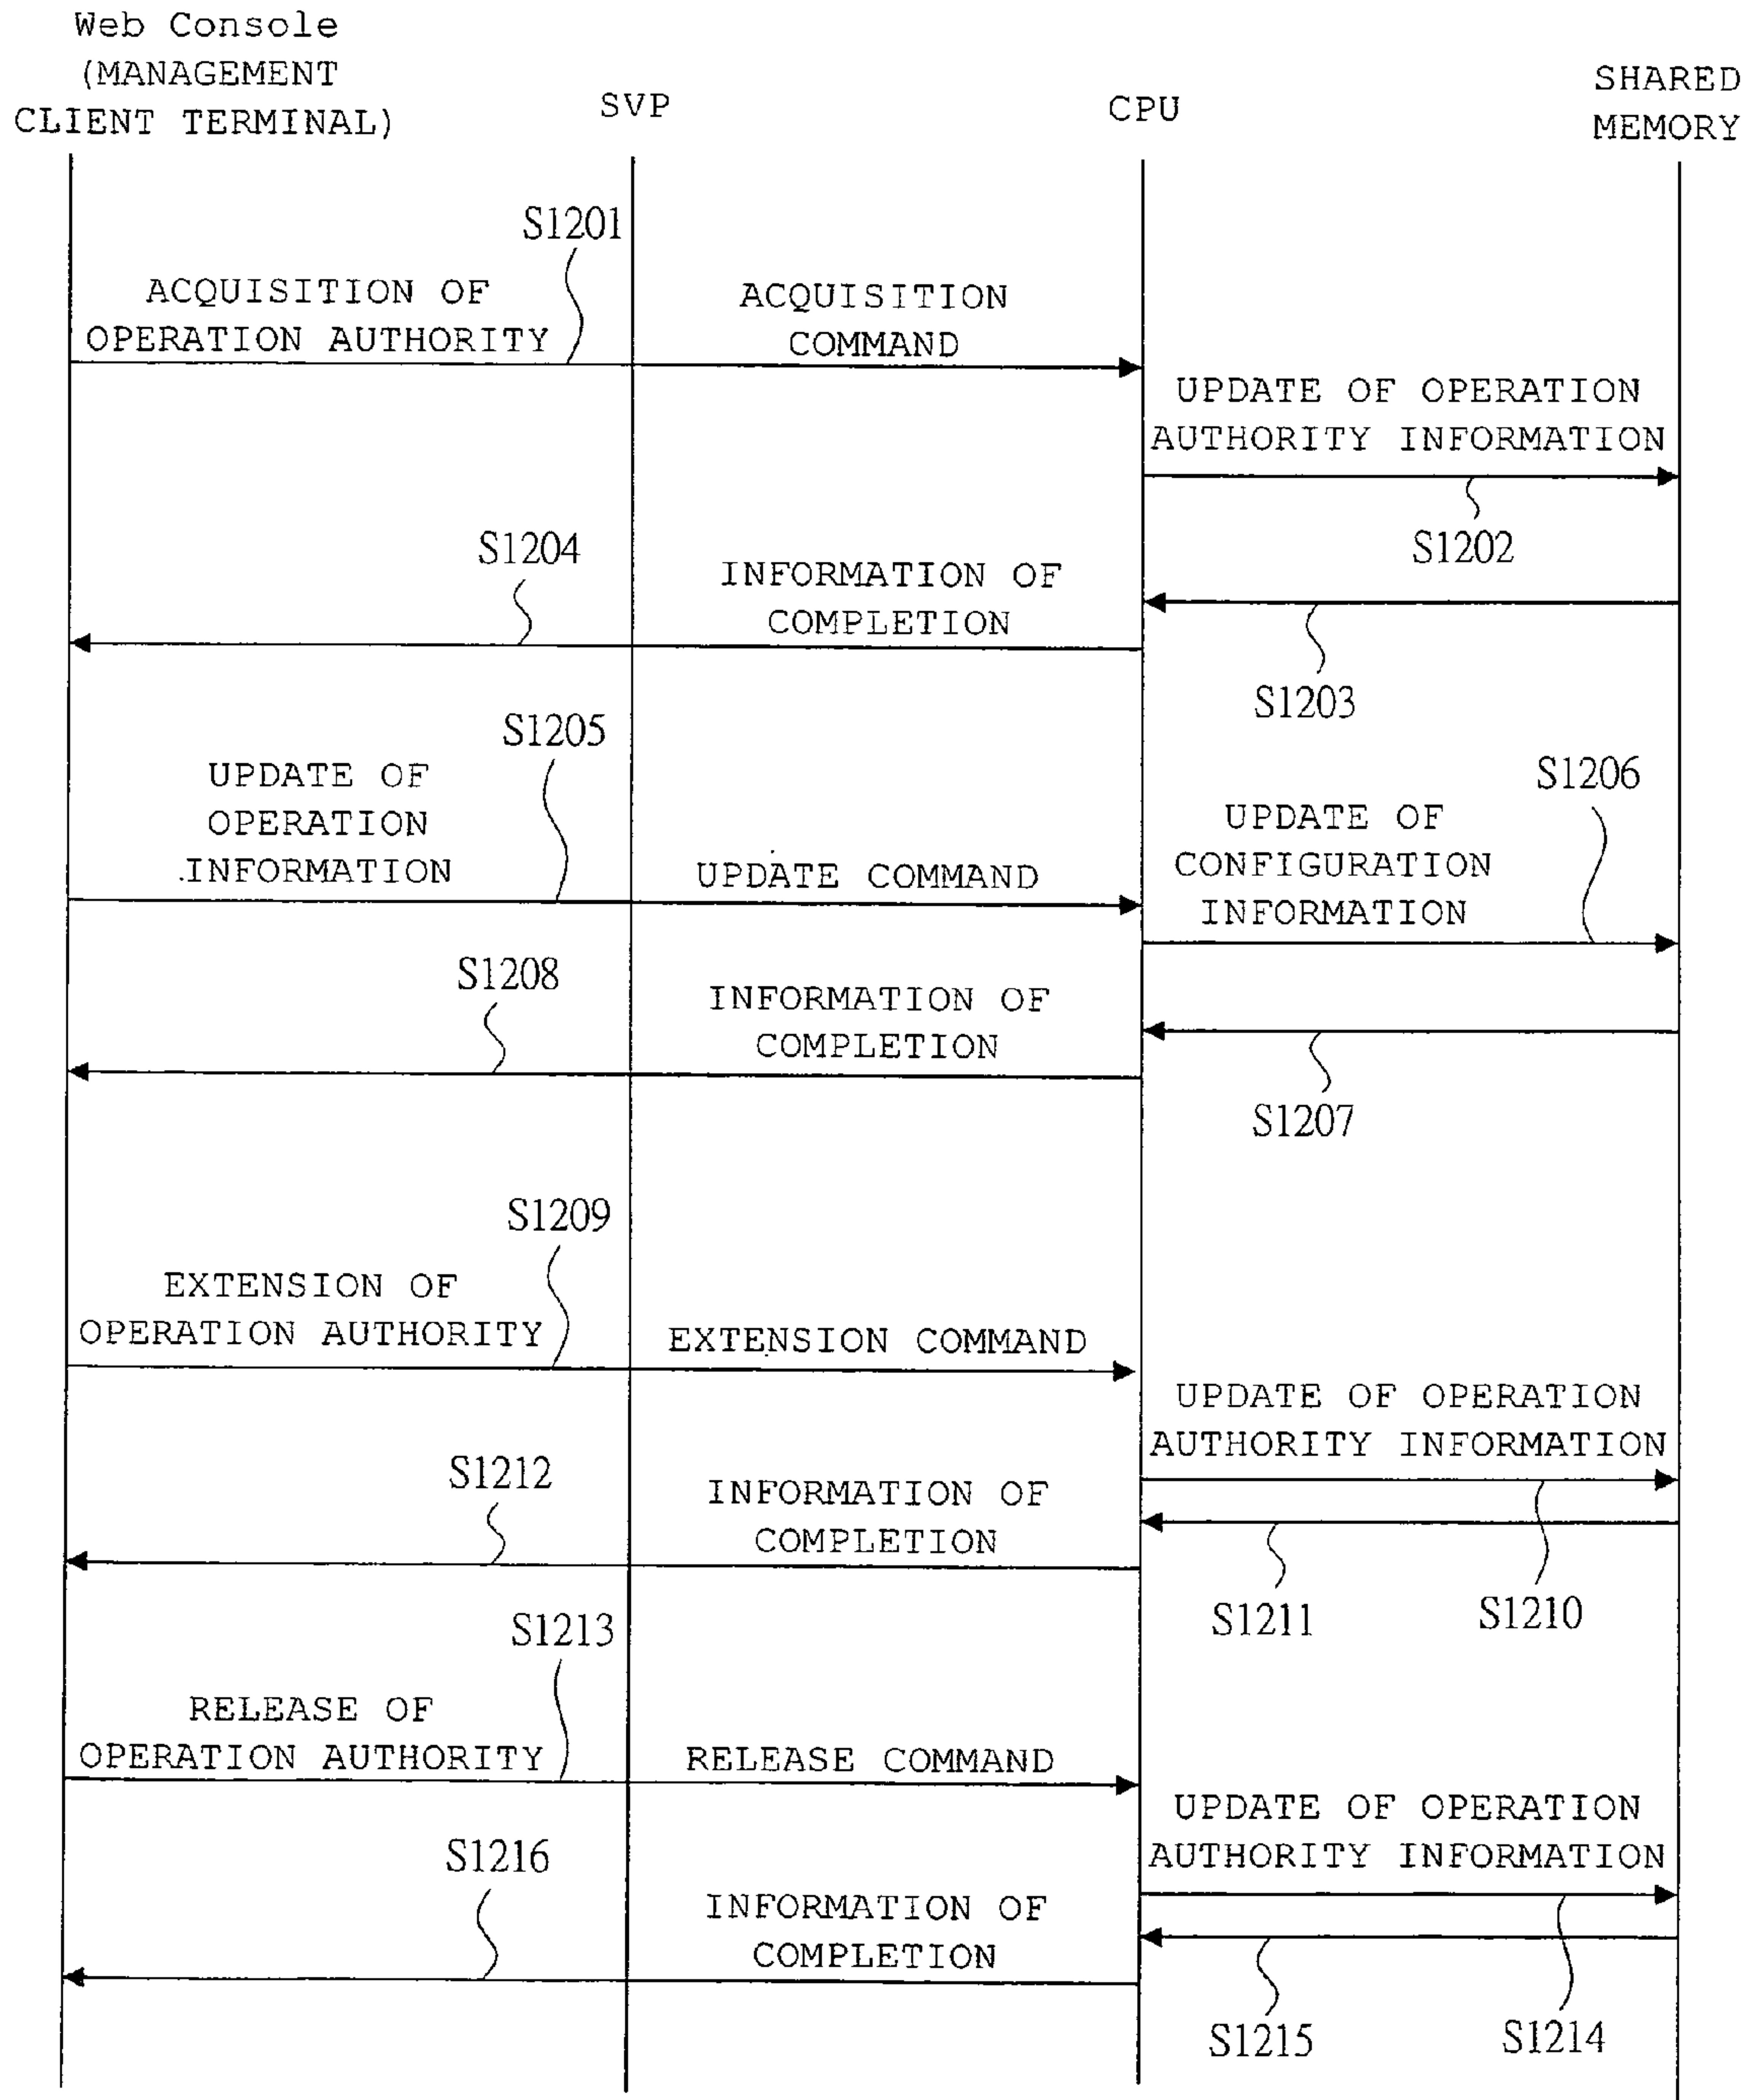 Web Console
(MANAGEMENT
CLIENT TERMINAL)
SVP
CPU
SHARED
MEMORY
S1201
ACQUISITION OF
OPERATION AUTHORITY
ACQUISITION
COMMAND
UPDATE OF OPERATION
AUTHORITY INFORMATION
S1202
S1204
INFORMATION OF
COMPLETION
S1203
S1205
UPDATE OF
OPERATION
INFORMATION
UPDATE COMMAND
S1206
UPDATE OF
CONFIGURATION
INFORMATION
S1208
INFORMATION OF
COMPLETION
S1207
S1209
EXTENSION OF
OPERATION AUTHORITY
EXTENSION COMMAND
UPDATE OF OPERATION
AUTHORITY INFORMATION
S1212
INFORMATION OF
COMPLETION
S1211
S1210
S1213
RELEASE OF
OPERATION AUTHORITY
RELEASE COMMAND
UPDATE OF OPERATION
AUTHORITY INFORMATION
S1216
INFORMATION OF
COMPLETION
S1215
S1214